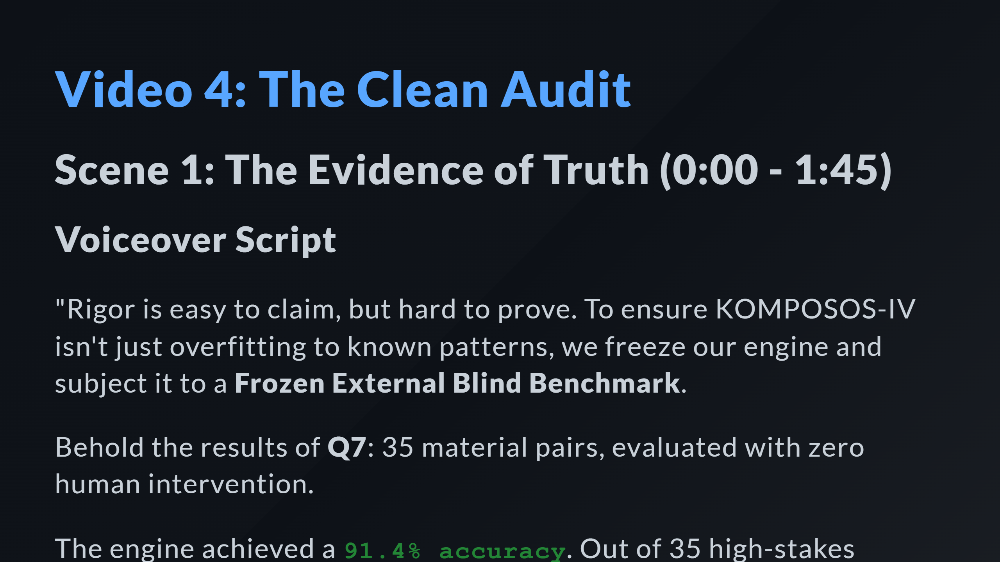 Video 4: The Clean Audit
Scene 1: The Evidence of Truth (0:00 - 1:45)
Voiceover Script
"Rigor is easy to claim, but hard to prove. To ensure KOMPOSOS-IV
isn't just overfitting to known patterns, we freeze our engine and
subject it to a Frozen External Blind Benchmark.
Behold the results of Q7: 35 material pairs, evaluated with zero
human intervention.
The engine achieved a 91.4% accuracy. Out of 35 high-stakes